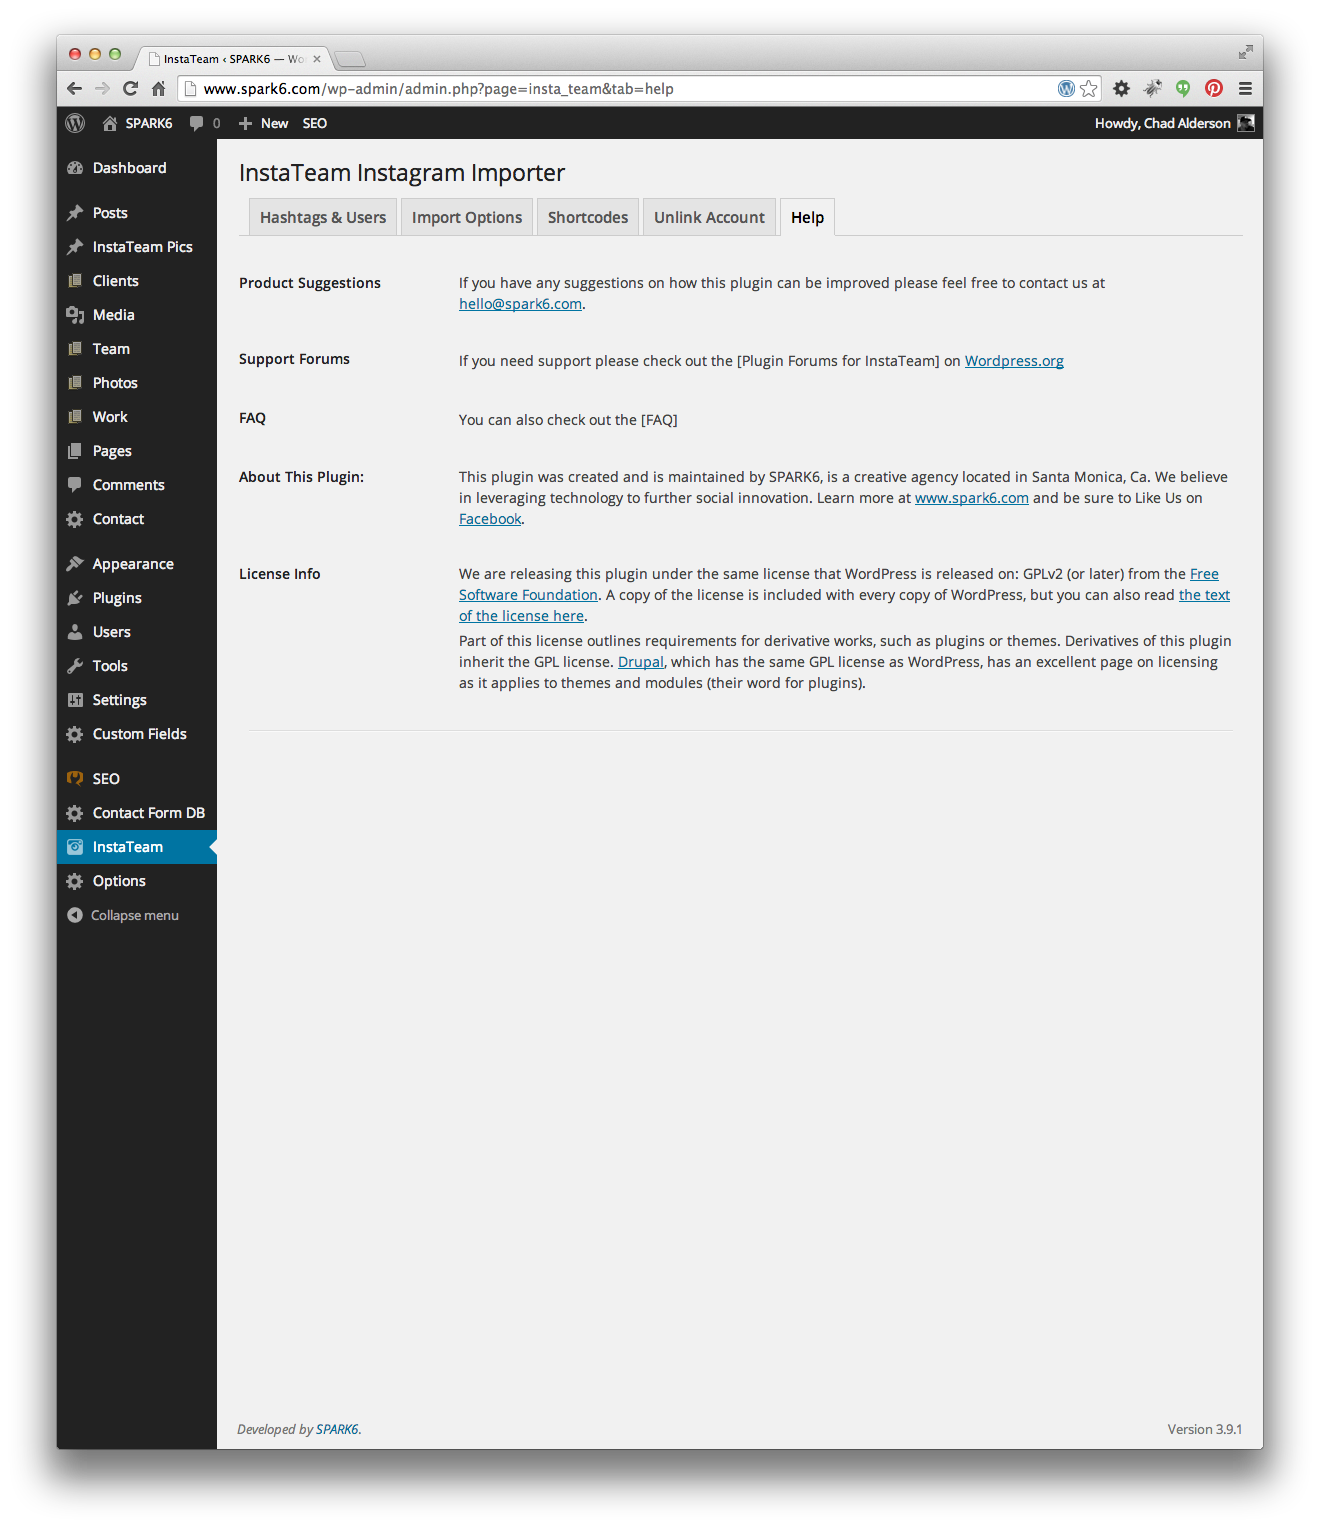 InstaTeam ‹ SPARK6 — Wo
www.spark6.com/wp-admin/admin.php?page=insta_team&tab=help
SPARK6 0 New SEO Howdy, Chad Alderson
Dashboard
Posts
InstaTeam Pics
Clients
Media
Team
Photos
Work
Pages
Comments
Contact
Appearance
Plugins
Users
Tools
Settings
Custom Fields
SEO
Contact Form DB
InstaTeam
Options
Collapse menu
InstaTeam Instagram Importer
Hashtags & Users Import Options Shortcodes Unlink Account Help
Product Suggestions
If you have any suggestions on how this plugin can be improved please feel free to contact us at
hello@spark6.com.
Support Forums
If you need support please check out the [Plugin Forums for InstaTeam] on Wordpress.org
FAQ
You can also check out the [FAQ]
About This Plugin:
This plugin was created and is maintained by SPARK6, is a creative agency located in Santa Monica, Ca. We believe
in leveraging technology to further social innovation. Learn more at www.spark6.com and be sure to Like Us on
Facebook.
License Info
We are releasing this plugin under the same license that WordPress is released on: GPLv2 (or later) from the Free
Software Foundation. A copy of the license is included with every copy of WordPress, but you can also read the text
of the license here.
Part of this license outlines requirements for derivative works, such as plugins or themes. Derivatives of this plugin
inherit the GPL license. Drupal, which has the same GPL license as WordPress, has an excellent page on licensing
as it applies to themes and modules (their word for plugins).
Developed by SPARK6.
Version 3.9.1